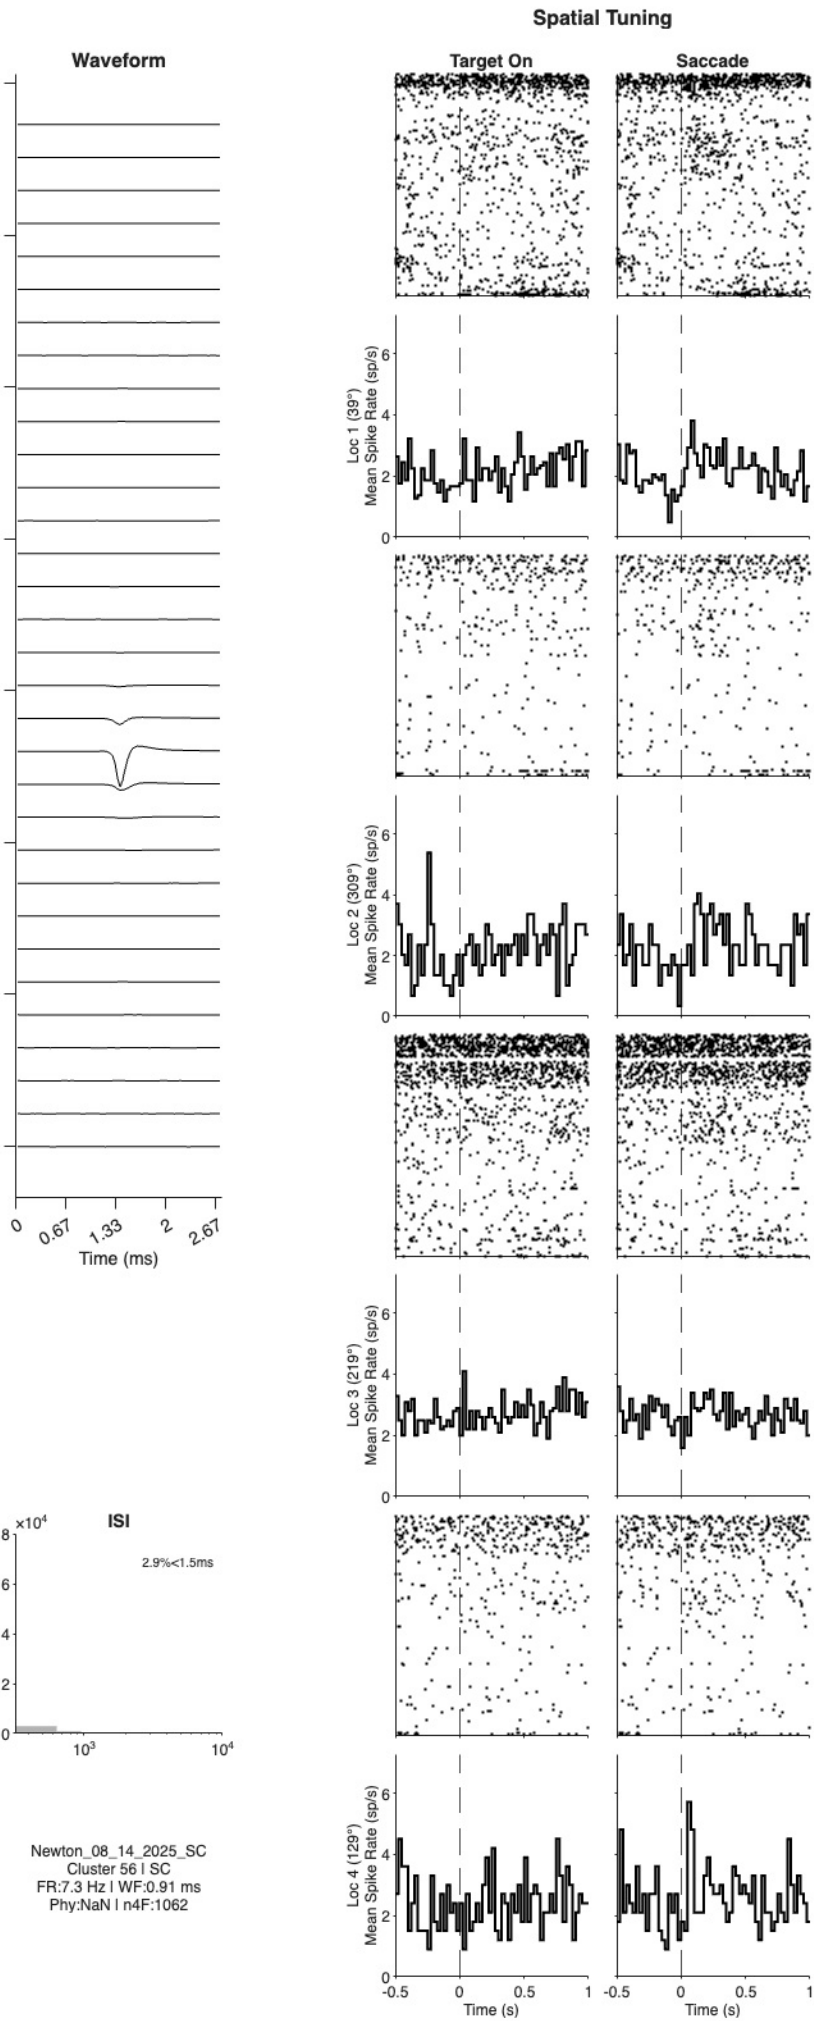 Spatial Tuning
Waveform
Target On
Saccade
6
4
2
0
Loc 1 (39°)
Mean Spike Rate (sp/s)
6
4
2
0
Loc 2 (309°)
Mean Spike Rate (sp/s)
0
0.67
1.33
2
2.67
Time (ms)
6
4
2
0
Loc 3 (219°)
Mean Spike Rate (sp/s)
×10⁴
ISI
8
6
4
2
0
2.9%<1.5ms
10³
10⁴
6
4
2
0
Loc 4 (129°)
Mean Spike Rate (sp/s)
Newton_08_14_2025_SC
Cluster 56 | SC
FR:7.3 Hz | WF:0.91 ms
Phy:NaN | n4F:1062
-0.5
0
0.5
1
Time (s)
-0.5
0
0.5
1
Time (s)